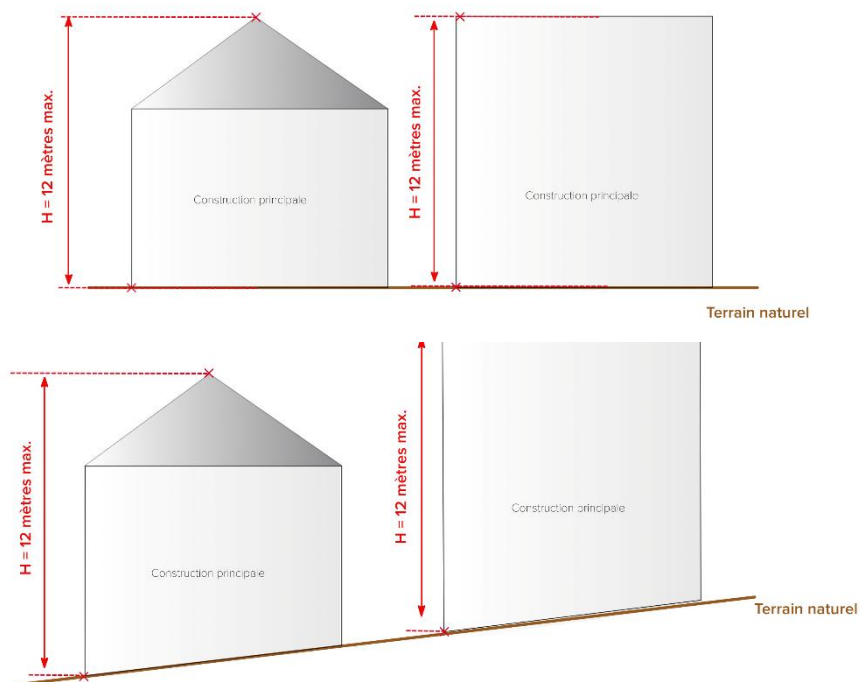 H = 12 mètres max.
Construction principale
H = 12 mètres max.
Construction principale
Terrain naturel
H = 12 mètres max.
Construction principale
H = 12 mètres max.
Construction principale
Terrain naturel